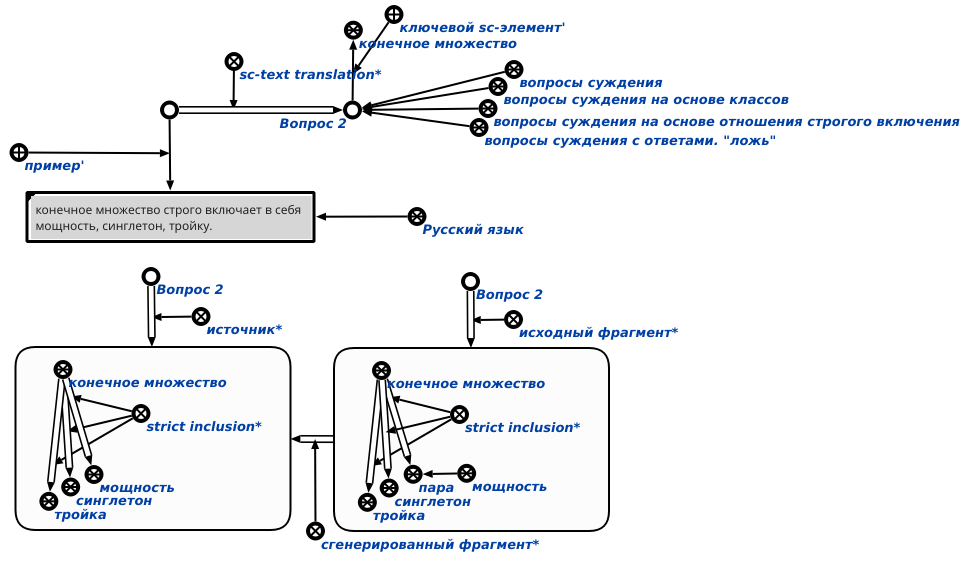 ключевой sc-элемент'
конечное множество
sc-text translation*
вопросы суждения
вопросы суждения на основе классов
Вопрос 2
вопросы суждения на основе отношения строгого включения
вопросы суждения с ответами. "ложь"
пример'
конечное множество строго включает в себя
мощность, синглетон, тройку.
Русский язык
Вопрос 2
Вопрос 2
источник*
исходный фрагмент*
конечное множество
конечное множество
strict inclusion*
strict inclusion*
мощность
синглетон
тройка
пара
мощность
синглетон
тройка
сгенерированный фрагмент*